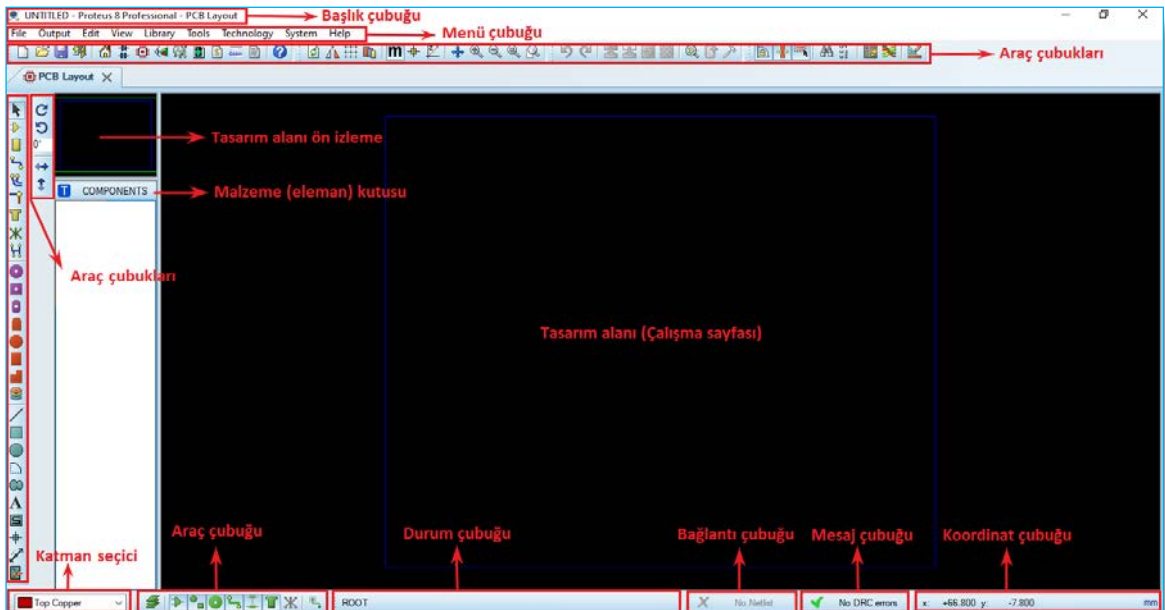 UNTITLED - Proteus 8 Professional - PCB Layout
Başlık çubuğu
File Output Edit View Library Tools Technology System Help
Menü çubuğu
m
Araç çubukları
PCB Layout
0°
Tasarım alanı ön izleme
T COMPONENTS
Malzeme (eleman) kutusu
Araç çubukları
Tasarım alanı (Çalışma sayfası)
A
Katman seçici
Araç çubuğu
Durum çubuğu
Bağlantı çubuğu
Mesaj çubuğu
Koordinat çubuğu
Top Copper
ROOT
No Netlist
No DRC errors
x: +66.800 y: -7.800 mm